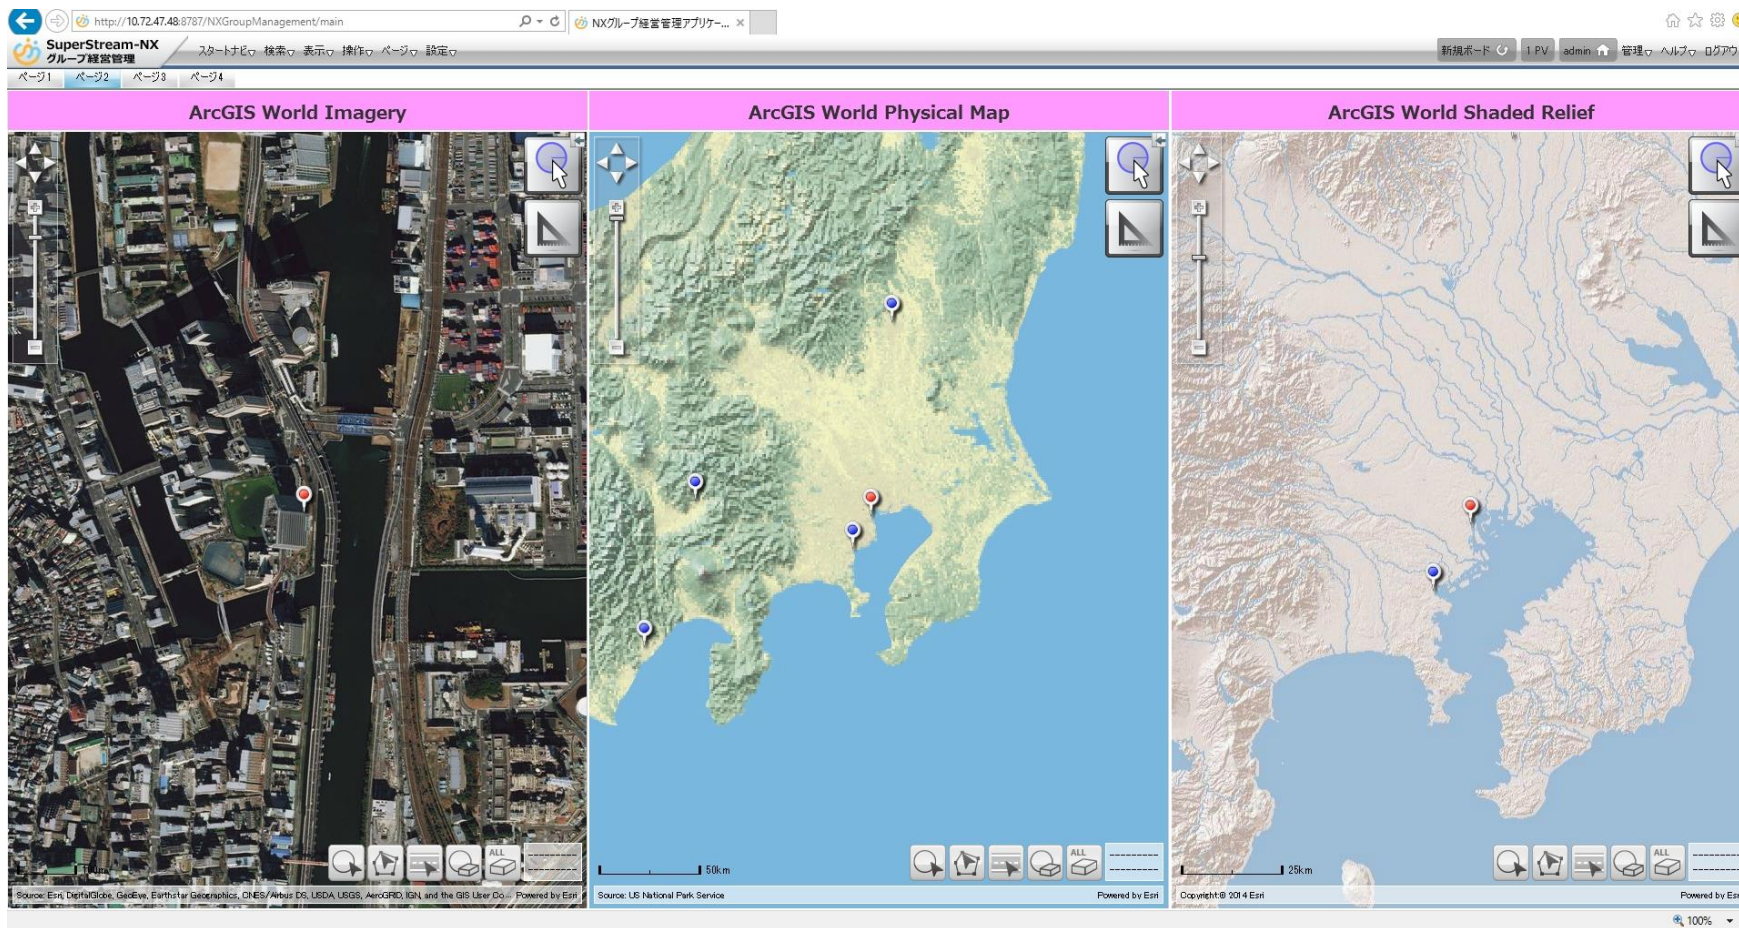 http://10.72.47.48:8787/NXGroupManagement/main
NXグループ経営管理アプリケー...
SuperStream-NX
グループ経営管理
スタートナビ 検索 表示 操作 ページ 設定
新規ボード 1 PV admin 管理 ヘルプ ログアウ
ページ1 ページ2 ページ3 ページ4
ArcGIS World Imagery
ArcGIS World Physical Map
ArcGIS World Shaded Relief
ALL
ALL
ALL
50km
25km
Source: Esri, DigitalGlobe, GeoEye, Earthstar Geographics, CNES/Airbus DS, USDA, USGS, AeroGRID, IGN, and the GIS User Co... Powered by Esri
Source: US National Park Service Powered by Esri
Copyright:© 2014 Esri Powered by Esr
100%